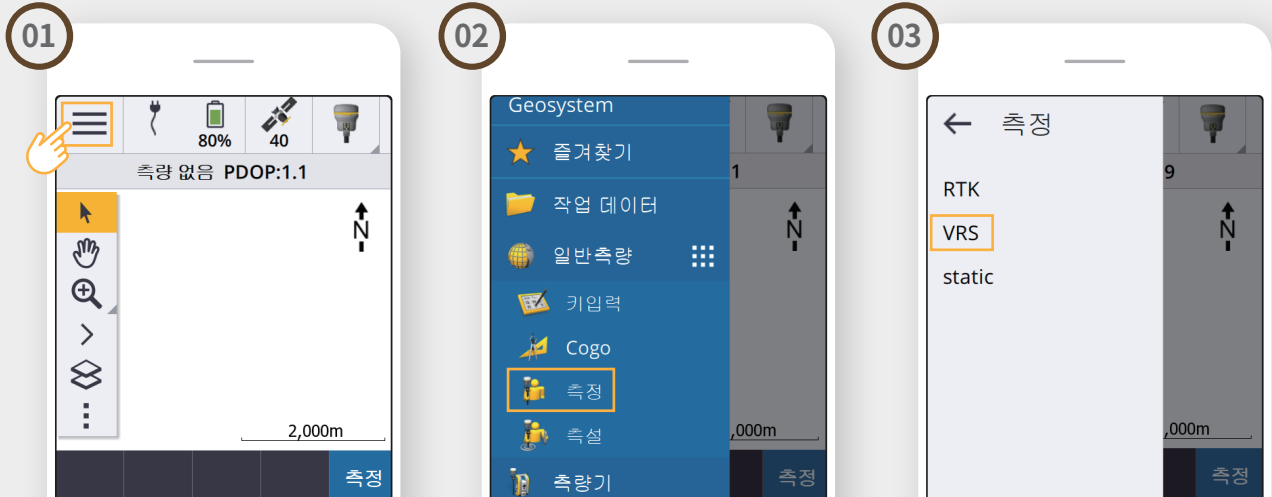 01
80%
40
측량 없음 PDOP:1.1
N
2,000m
측정
02
Geosystem
즐겨찾기
1
작업 데이터
일반측량
N
키입력
Cogo
측정
측설
,000m
측량기
측정
03
측정
9
RTK
VRS
N
static
,000m
측정